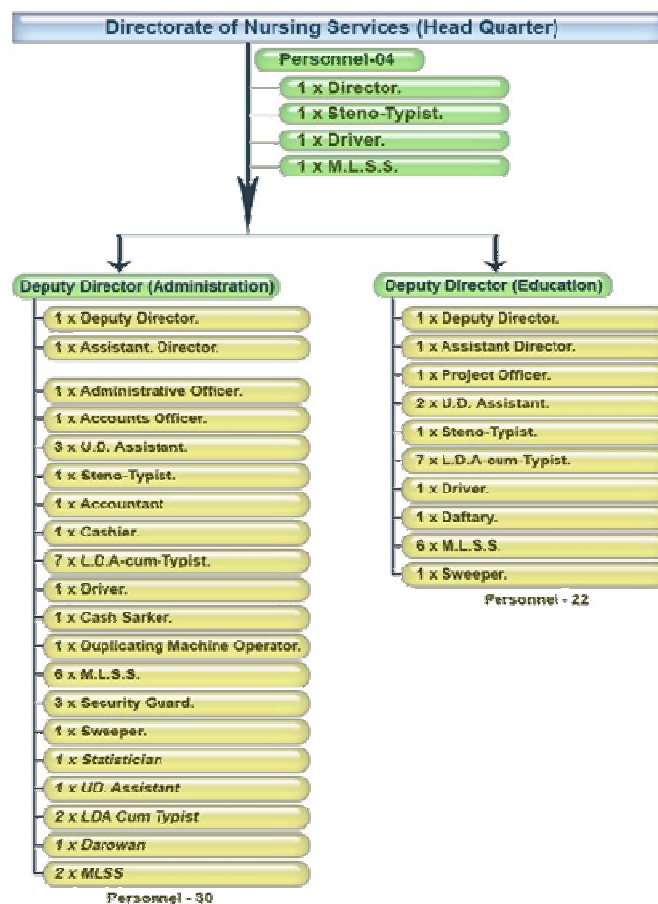 Directorate of Nursing Services (Head Quarter)
Personnel-04
1 x Director.
1 x Steno-Typist.
1 x Driver.
1 x M.L.S.S.
Deputy Director (Administration)
1 x Deputy Director.
1 x Assistant. Director.
1 x Administrative Officer.
1 x Accounts Officer.
3 x U.D. Assistant.
1 x Steno-Typist.
1 x Accountant
1 x Cashier.
7 x L.D.A-cum-Typist.
1 x Driver.
1 x Cash Sarker.
1 x Duplicating Machine Operator.
6 x M.L.S.S.
3 x Security Guard.
1 x Sweeper.
1 x Statistician
1 x UD. Assistant
2 x LDA Cum Typist
1 x Darowan
2 x MLSS
Personnel - 30
Deputy Director (Education)
1 x Deputy Director.
1 x Assistant Director.
1 x Project Officer.
2 x U.D. Assistant.
1 x Steno-Typist.
7 x L.D.A-cum-Typist.
1 x Driver.
1 x Daftary.
6 x M.L.S.S.
1 x Sweeper.
Personnel - 22